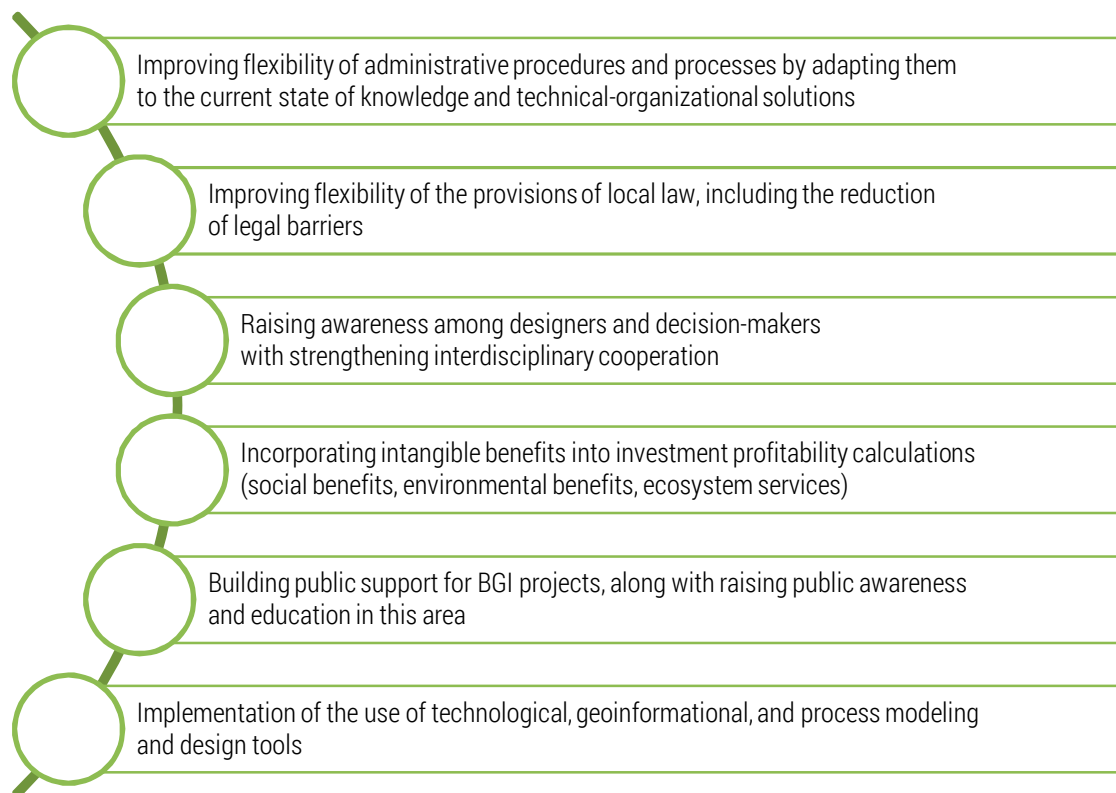 Improving flexibility of administrative procedures and processes by adapting them
to the current state of knowledge and technical-organizational solutions
Improving flexibility of the provisions of local law, including the reduction
of legal barriers
Raising awareness among designers and decision-makers
with strengthening interdisciplinary cooperation
Incorporating intangible benefits into investment profitability calculations
(social benefits, environmental benefits, ecosystem services)
Building public support for BGI projects, along with raising public awareness
and education in this area
Implementation of the use of technological, geoinformational, and process modeling
and design tools